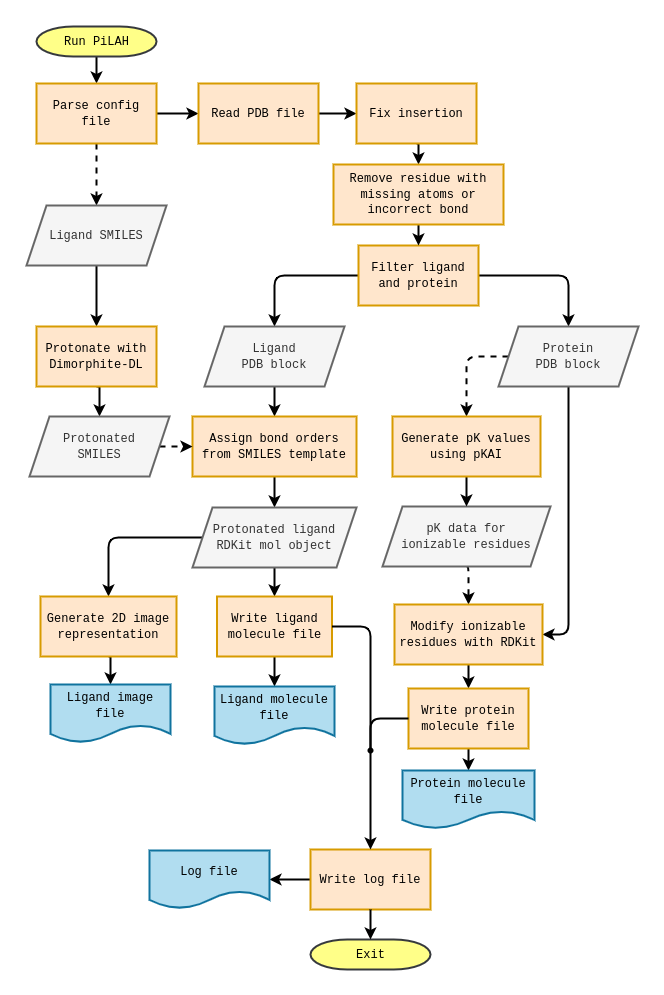 Run PiLAH
Parse config
file
Read PDB file
Fix insertion
Remove residue with
missing atoms or
incorrect bond
Ligand SMILES
Filter ligand
and protein
Protonate with
Dimorphite-DL
Ligand
PDB block
Protein
PDB block
Protonated
SMILES
Assign bond orders
from SMILES template
Generate pK values
using pKAI
Protonated ligand
RDKit mol object
pK data for
ionizable residues
Generate 2D image
representation
Write ligand
molecule file
Modify ionizable
residues with RDKit
Ligand image
file
Ligand molecule
file
Write protein
molecule file
Protein molecule
file
Log file
Write log file
Exit